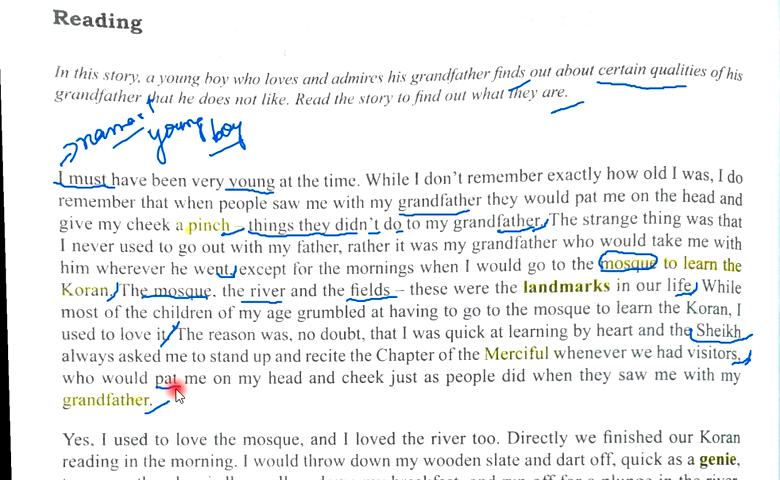 Reading
In this story, a young boy who loves and admires his grandfather finds out about certain qualities of his
grandfather that he does not like. Read the story to find out what they are.
young boy
I must have been very young at the time. While I don't remember exactly how old I was, I do
remember that when people saw me with my grandfather they would pat me on the head and
give my cheek a pinch – things they didn't do to my grandfather. The strange thing was that
I never used to go out with my father, rather it was my grandfather who would take me with
him wherever he went, except for the mornings when I would go to the mosque to learn the
Koran. The mosque, the river and the fields – these were the landmarks in our life. While
most of the children of my age grumbled at having to go to the mosque to learn the Koran, I
used to love it. The reason was, no doubt, that I was quick at learning by heart and the Sheikh
always asked me to stand up and recite the Chapter of the Merciful whenever we had visitors,
who would pat me on my head and cheek just as people did when they saw me with my
grandfather.
Yes, I used to love the mosque, and I loved the river too. Directly we finished our Koran
reading in the morning. I would throw down my wooden slate and dart off, quick as a genie,